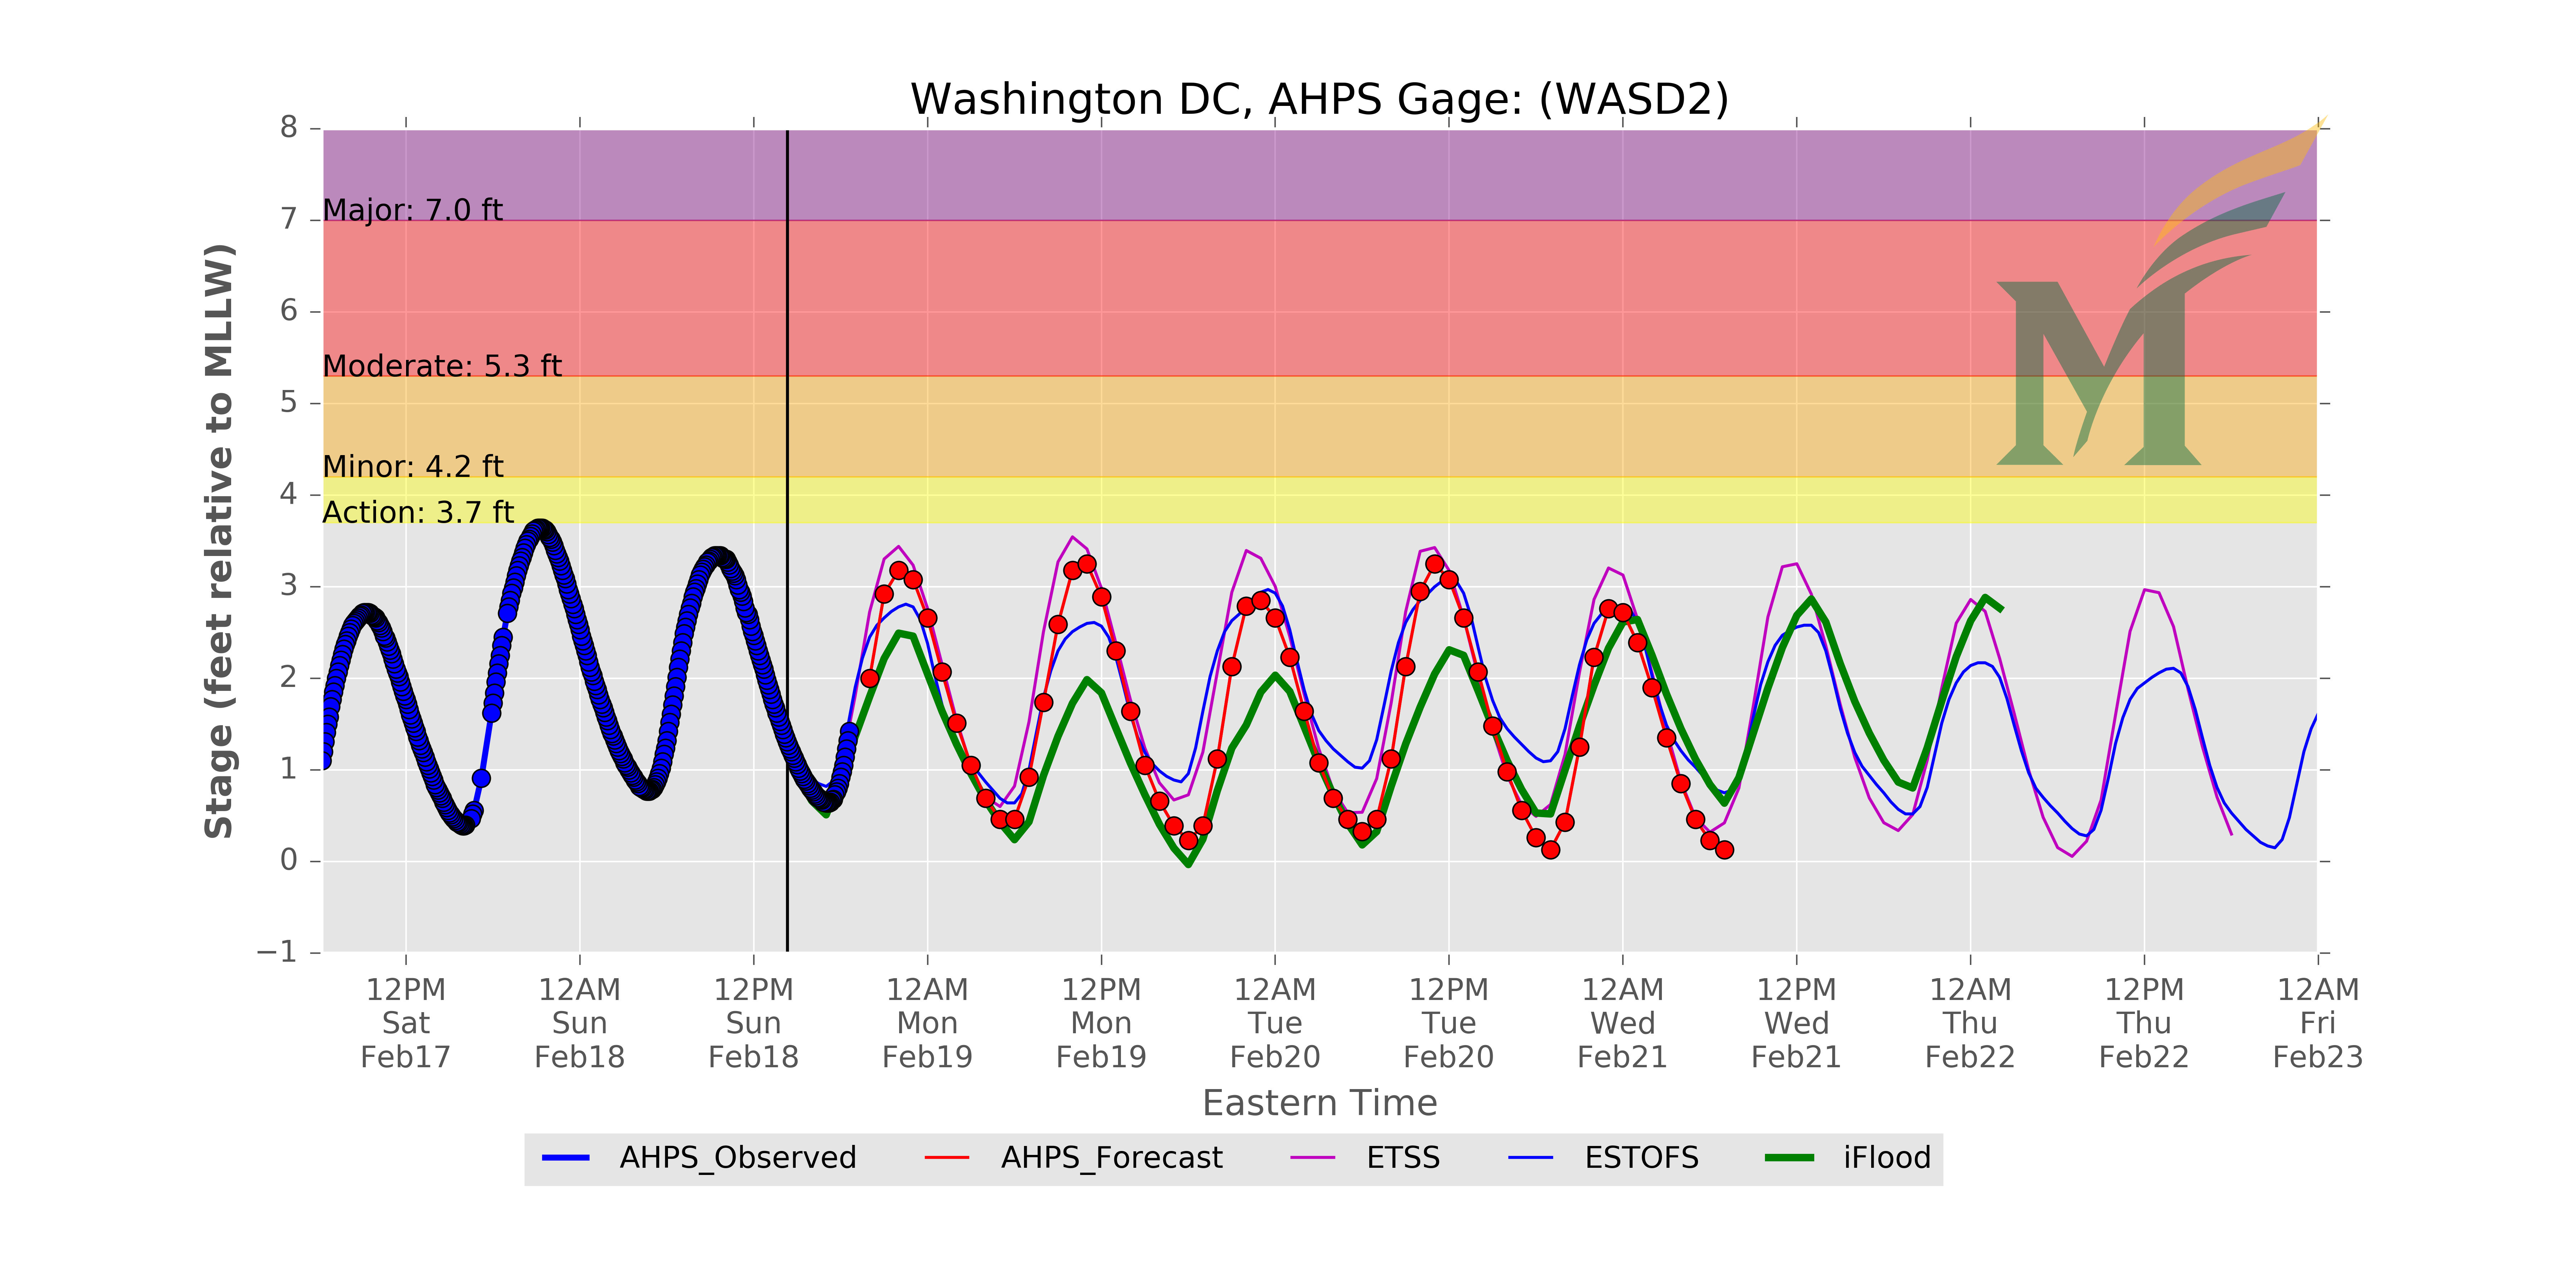 Washington DC, AHPS Gage: (WASD2)
Stage (feet relative to MLLW)
8
7
6
5
4
3
2
1
0
−1
Major: 7.0 ft
Moderate: 5.3 ft
Minor: 4.2 ft
Action: 3.7 ft
12PM 12AM 12PM 12AM 12PM 12AM 12PM 12AM 12PM 12AM 12PM 12AM
Sat Sun Sun Mon Mon Tue Tue Wed Wed Thu Thu Fri
Feb17 Feb18 Feb18 Feb19 Feb19 Feb20 Feb20 Feb21 Feb21 Feb22 Feb22 Feb23
Eastern Time
AHPS_Observed AHPS_Forecast ETSS ESTOFS iFlood
M